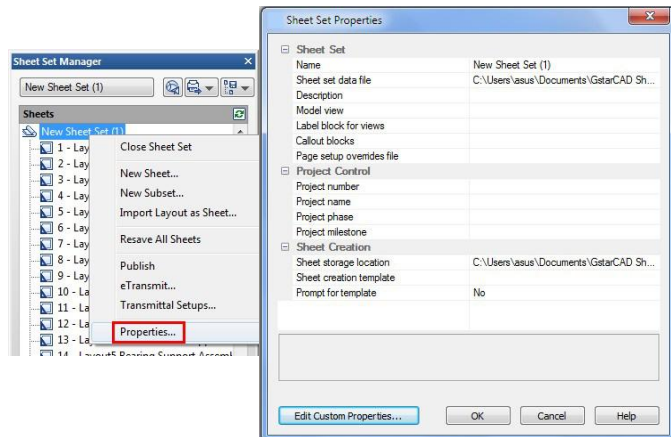 Sheet Set Manager
New Sheet Set (1)
Sheets
New Sheet Set (1)
1 - Lay
2 - Lay
3 - Lay
4 - Lay
5 - Lay
6 - Lay
7 - Lay
8 - Lay
9 - Lay
10 - La
11 - La
12 - La
13 - La
14 - Layout5 Bearing Support Assembl
Close Sheet Set
New Sheet...
New Subset...
Import Layout as Sheet...
Resave All Sheets
Publish
eTransmit...
Transmittal Setups...
Properties...
Sheet Set Properties
Sheet Set
Name New Sheet Set (1)
Sheet set data file C:\Users\asus\Documents\GstarCAD Sh...
Description
Model view
Label block for views
Callout blocks
Page setup overrides file
Project Control
Project number
Project name
Project phase
Project milestone
Sheet Creation
Sheet storage location C:\Users\asus\Documents\GstarCAD Sh...
Sheet creation template
Prompt for template No
Edit Custom Properties...
OK
Cancel
Help